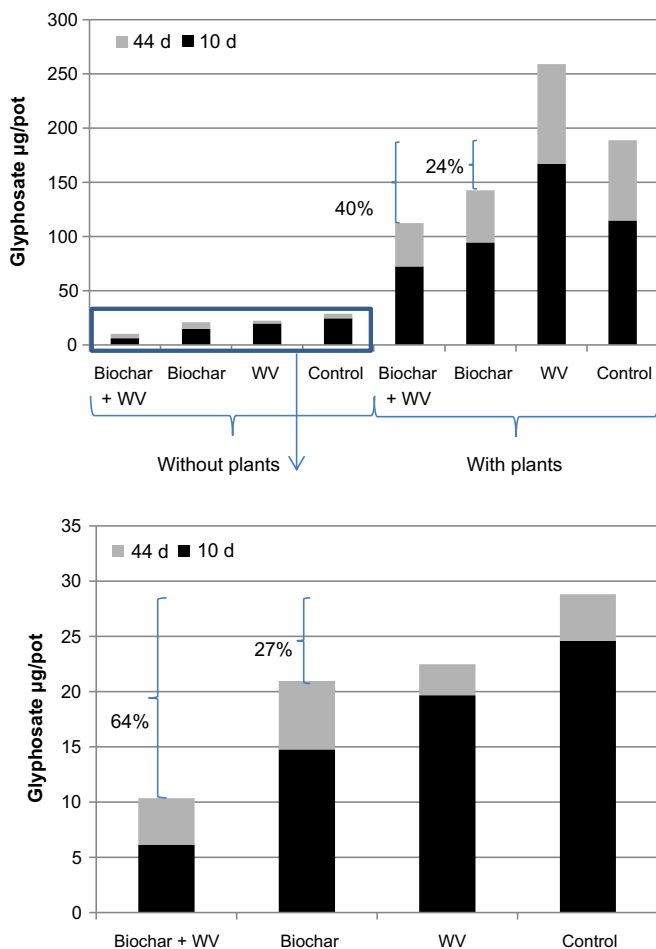 300
44 d 10 d
250
200
150
100
50
0
Glyphosate µg/pot
40%
24%
Biochar + WV
Biochar
WV
Control
Biochar + WV
Biochar
WV
Control
Without plants
With plants
35
44 d 10 d
30
25
20
15
10
5
0
Glyphosate µg/pot
64%
27%
Biochar + WV
Biochar
WV
Control